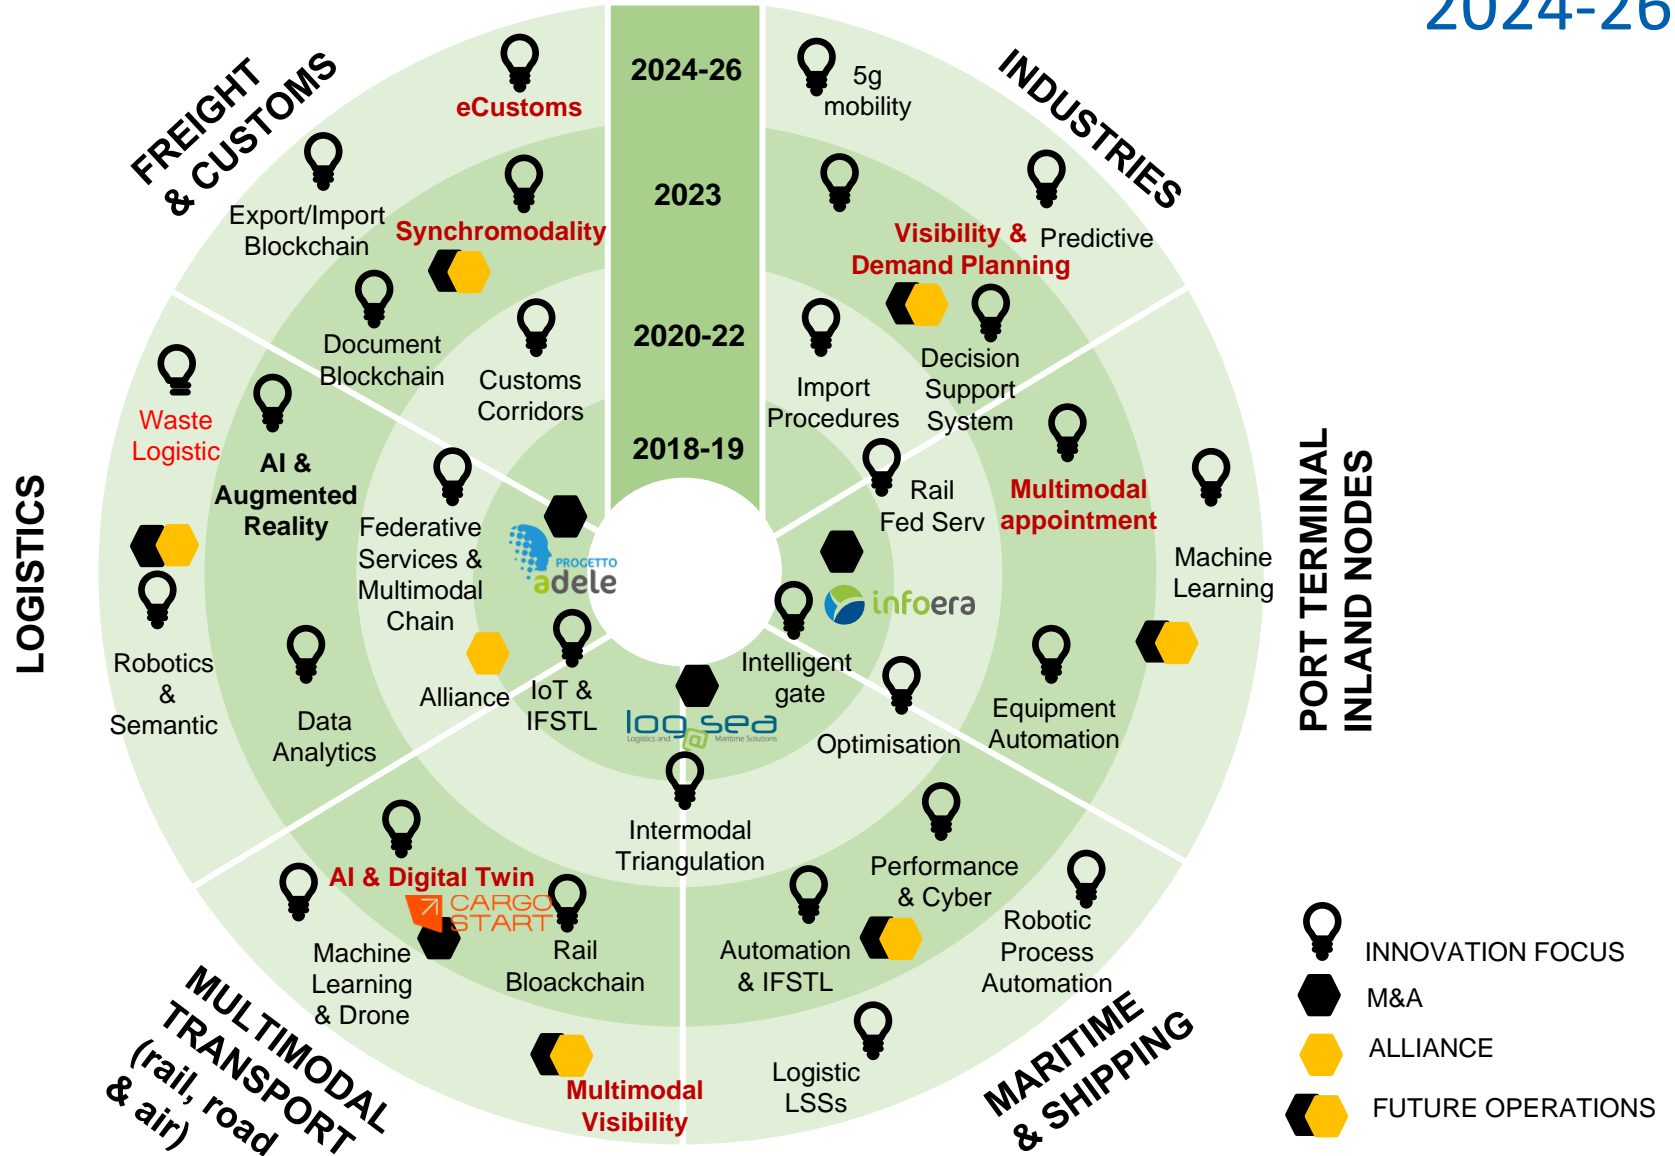 2024-26
FREIGHT
& CUSTOMS
INDUSTRIES
2024-26
2023
2020-22
2018-19
eCustoms
Export/Import
Blockchain
Synchromodality
Document
Blockchain
Customs
Corridors
5g
mobility
Visibility &
Demand Planning
Predictive
Import
Procedures
Decision
Support
System
LOGISTICS
Waste
Logistic
AI &
Augmented
Reality
Federative
Services &
Multimodal
Chain
PROGETTO
adele
Alliance
IoT &
IFSTL
Robotics
&
Semantic
Data
Analytics
PORT TERMINAL
INLAND NODES
Rail
Fed Serv
Multimodal
appointment
Machine
Learning
infoera
Intelligent
gate
Optimisation
Equipment
Automation
log@sea
Logistics and
Maritime Solutions
Intermodal
Triangulation
AI & Digital Twin
CARGO
START
Machine
Learning
& Drone
Rail
Bloackchain
Multimodal
Visibility
MULTIMODAL
TRANSPORT
(rail, road
& air)
Performance
& Cyber
Automation
& IFSTL
Robotic
Process
Automation
Logistic
LSSs
MARITIME
& SHIPPING
INNOVATION FOCUS
M&A
ALLIANCE
FUTURE OPERATIONS